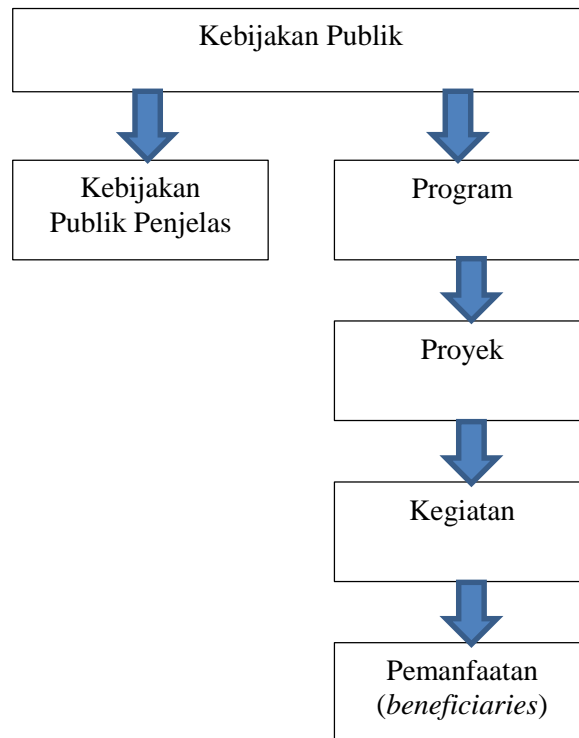 Kebijakan Publik
Kebijakan
Publik Penjelas
Program
Proyek
Kegiatan
Pemanfaatan
(beneficiaries)